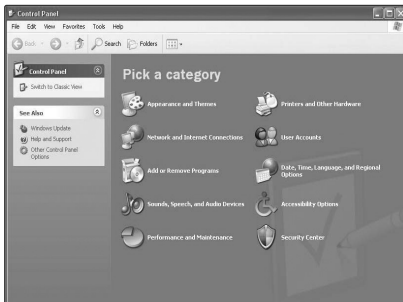 Control Panel
File Edit View Favorites Tools Help
Back Search Folders
Control Panel
Switch to Classic View
See Also
Windows Update
Help and Support
Other Control Panel
Options
Pick a category
Appearance and Themes
Printers and Other Hardware
Network and Internet Connections
User Accounts
Add or Remove Programs
Date, Time, Language, and Regional
Options
Sounds, Speech, and Audio Devices
Accessibility Options
Performance and Maintenance
Security Center